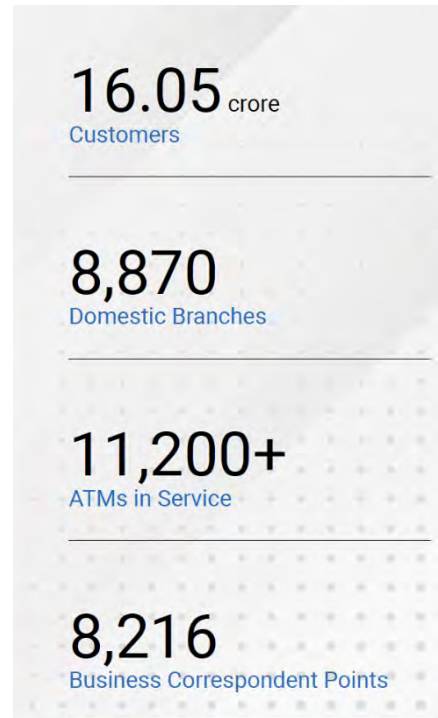 16.05 crore
Customers
8,870
Domestic Branches
11,200+
ATMs in Service
8,216
Business Correspondent Points